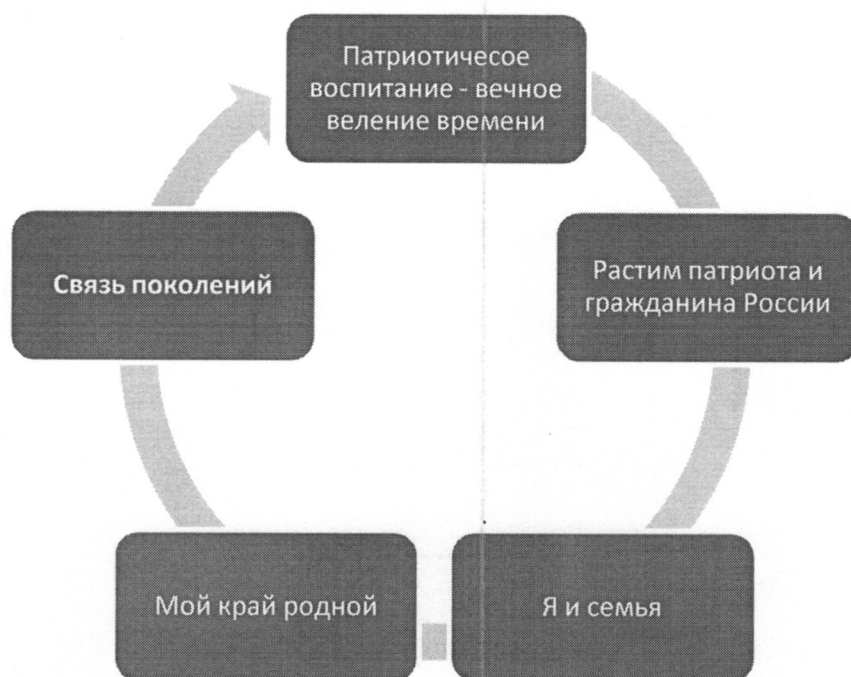 Патриотичесое
воспитание - вечное
веление времени
Растим патриота и
гражданина России
Я и семья
Мой край родной
Связь поколений